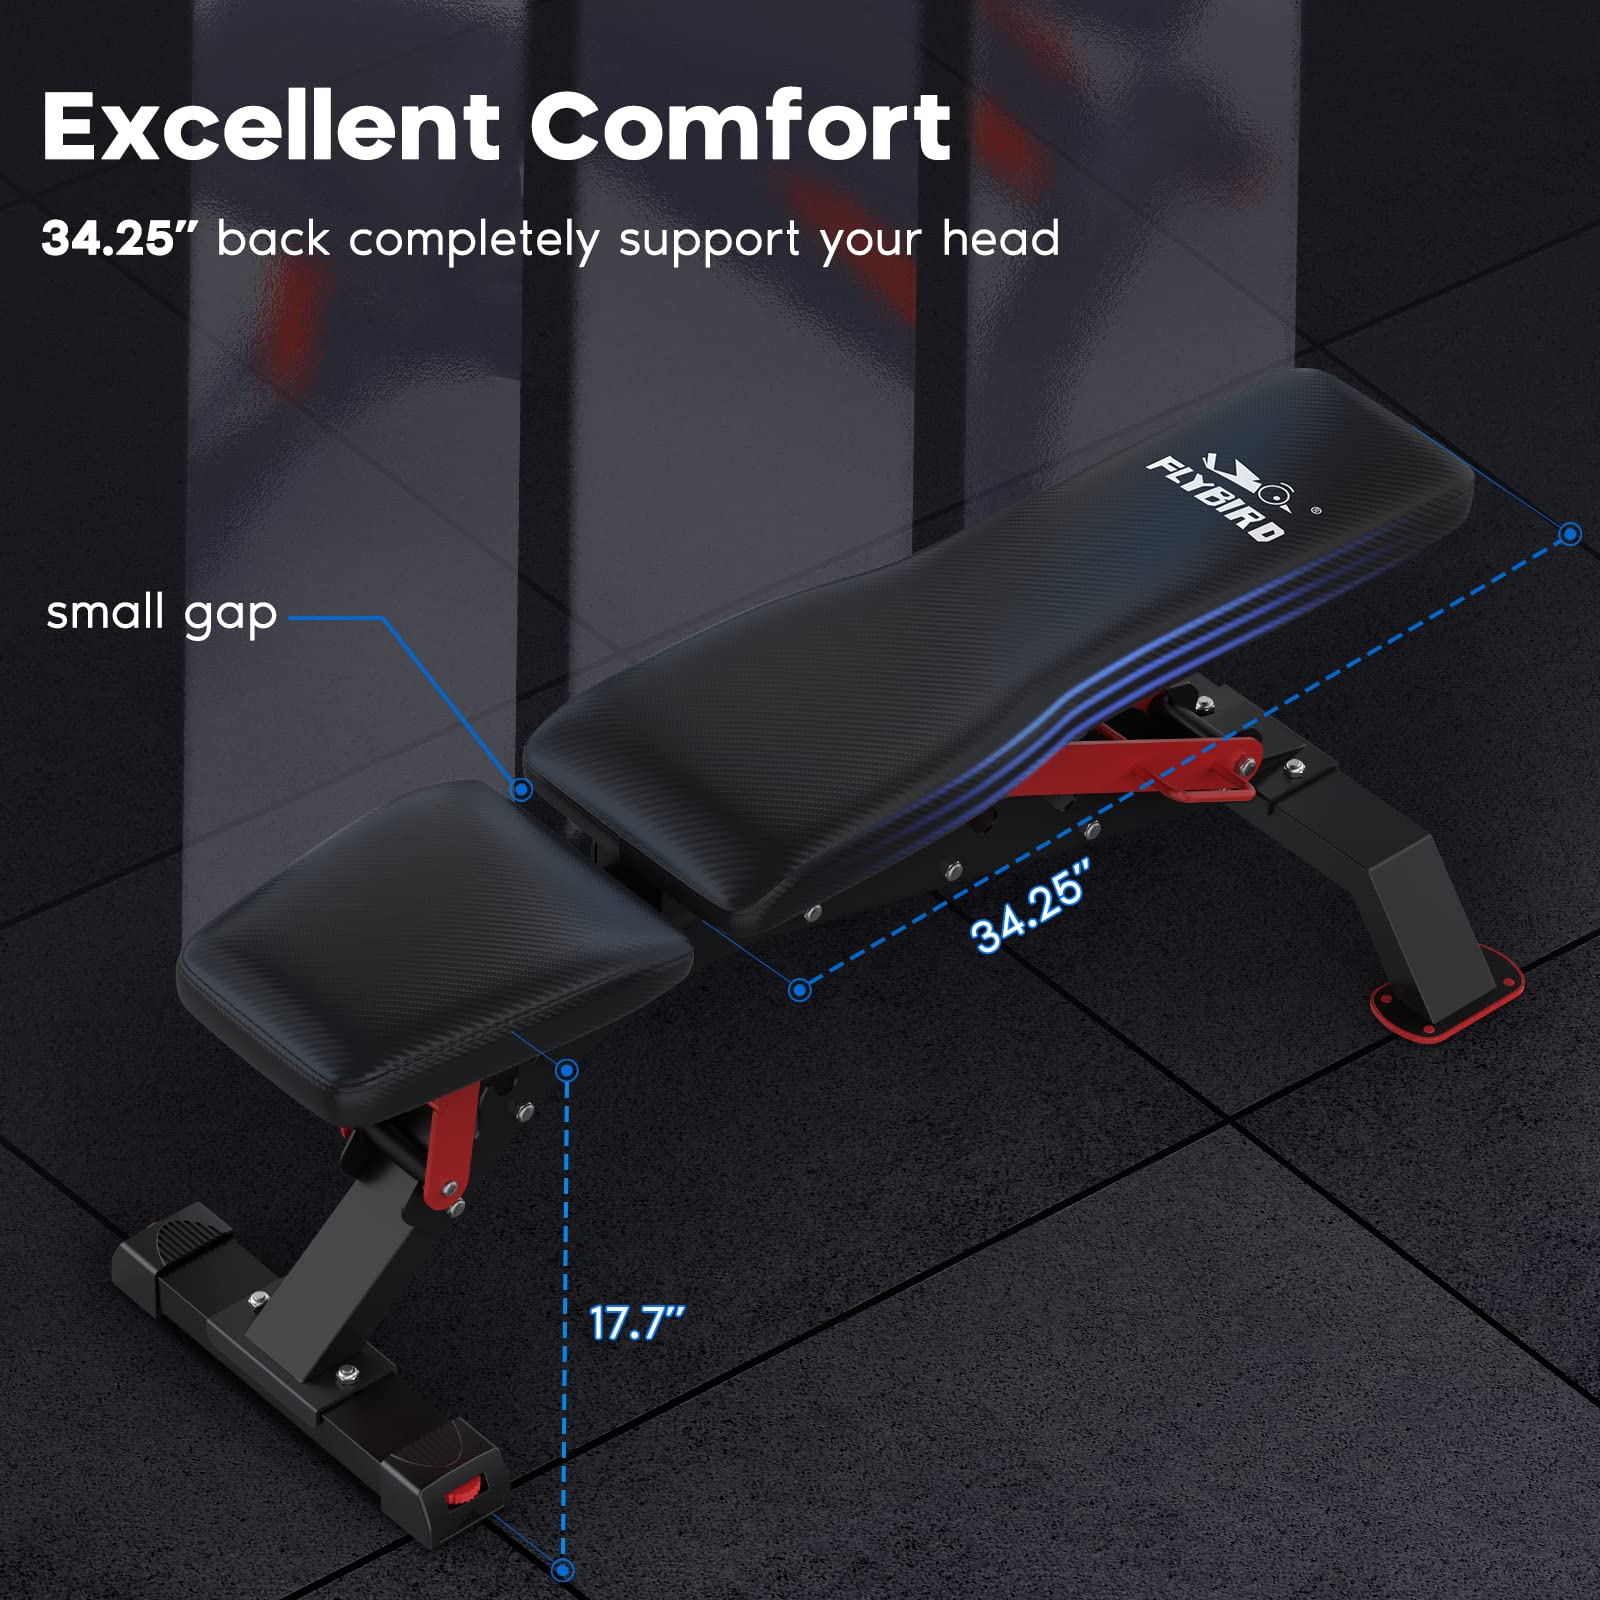 Excellent Comfort
34.25" back completely support your head
FLYBIRD ®
small gap
34.25"
17.7"